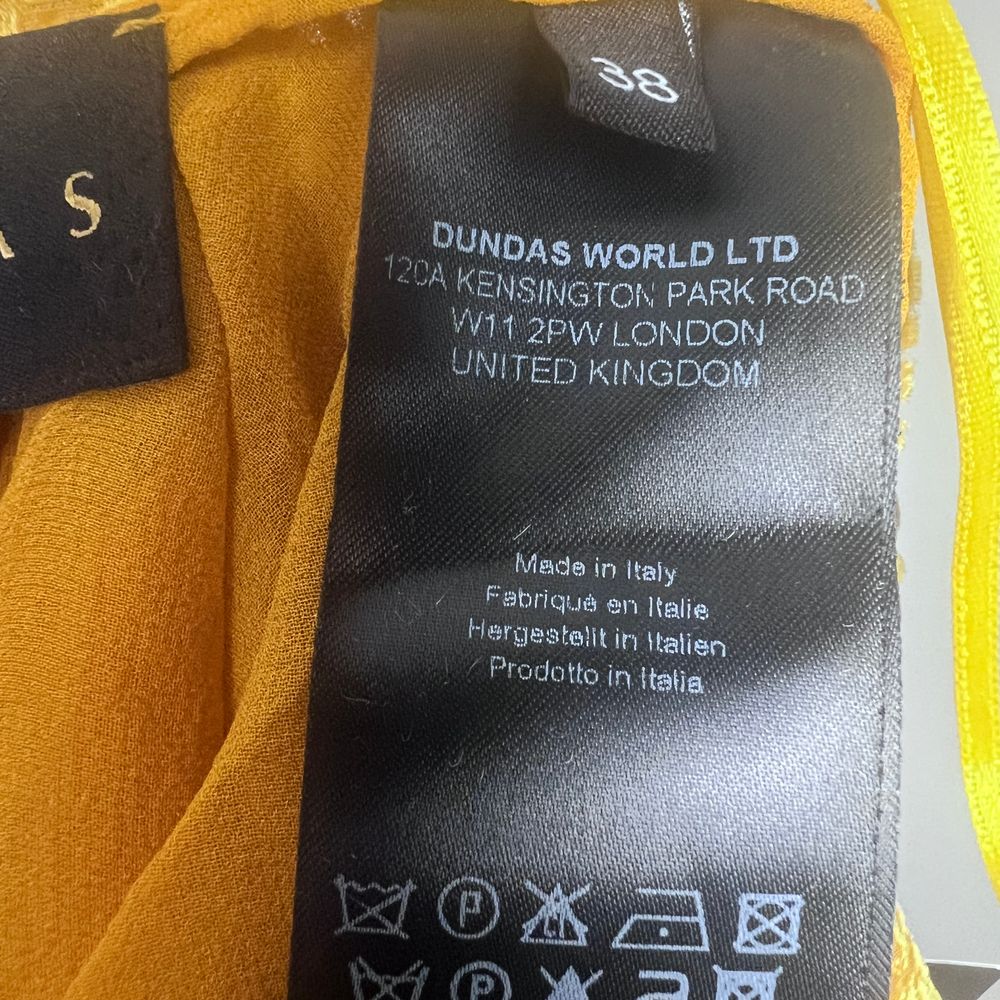 38
S
DUNDAS WORLD LTD
120A KENSINGTON PARK ROAD
W11 2PW LONDON
UNITED KINGDOM
Made in Italy
Fabriqué en Italie
Hergestellt in Italien
Prodotto in Italia
P